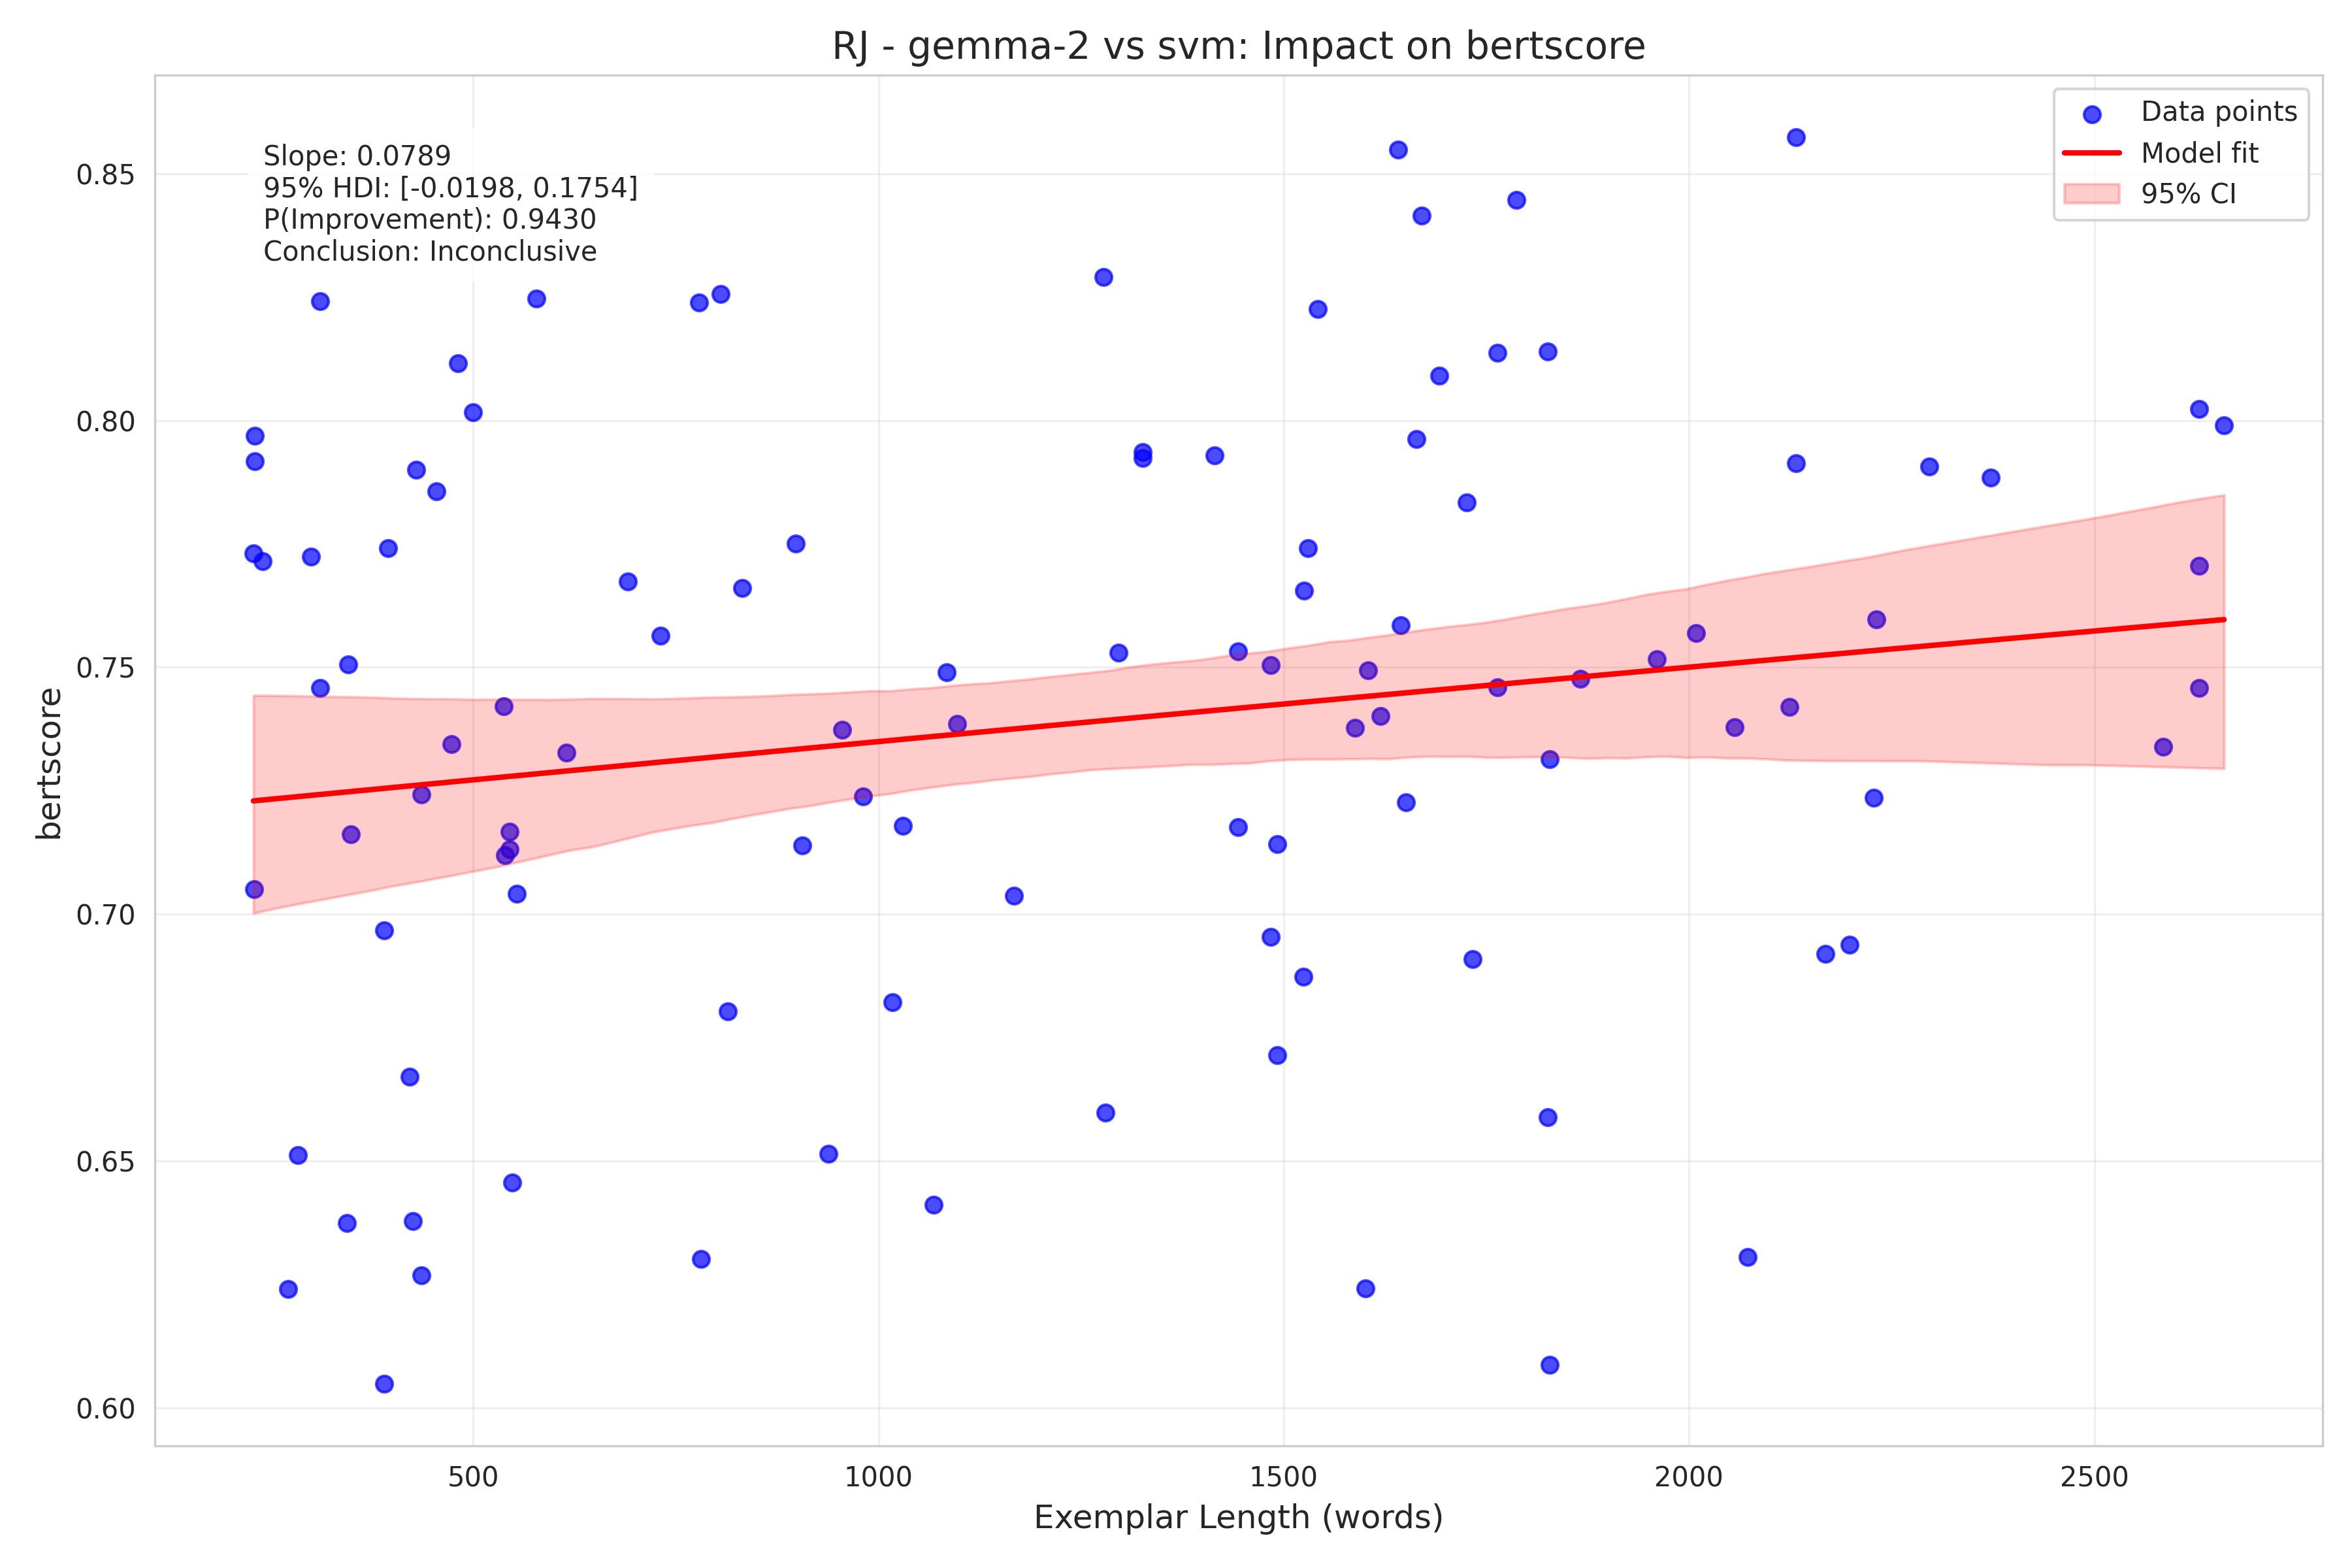 RJ - gemma-2 vs svm: Impact on bertscore
Slope: 0.0789
95% HDI: [-0.0198, 0.1754]
P(Improvement): 0.9430
Conclusion: Inconclusive
Data points
Model fit
95% CI
bertscore
0.85
0.80
0.75
0.70
0.65
0.60
500
1000
1500
2000
2500
Exemplar Length (words)